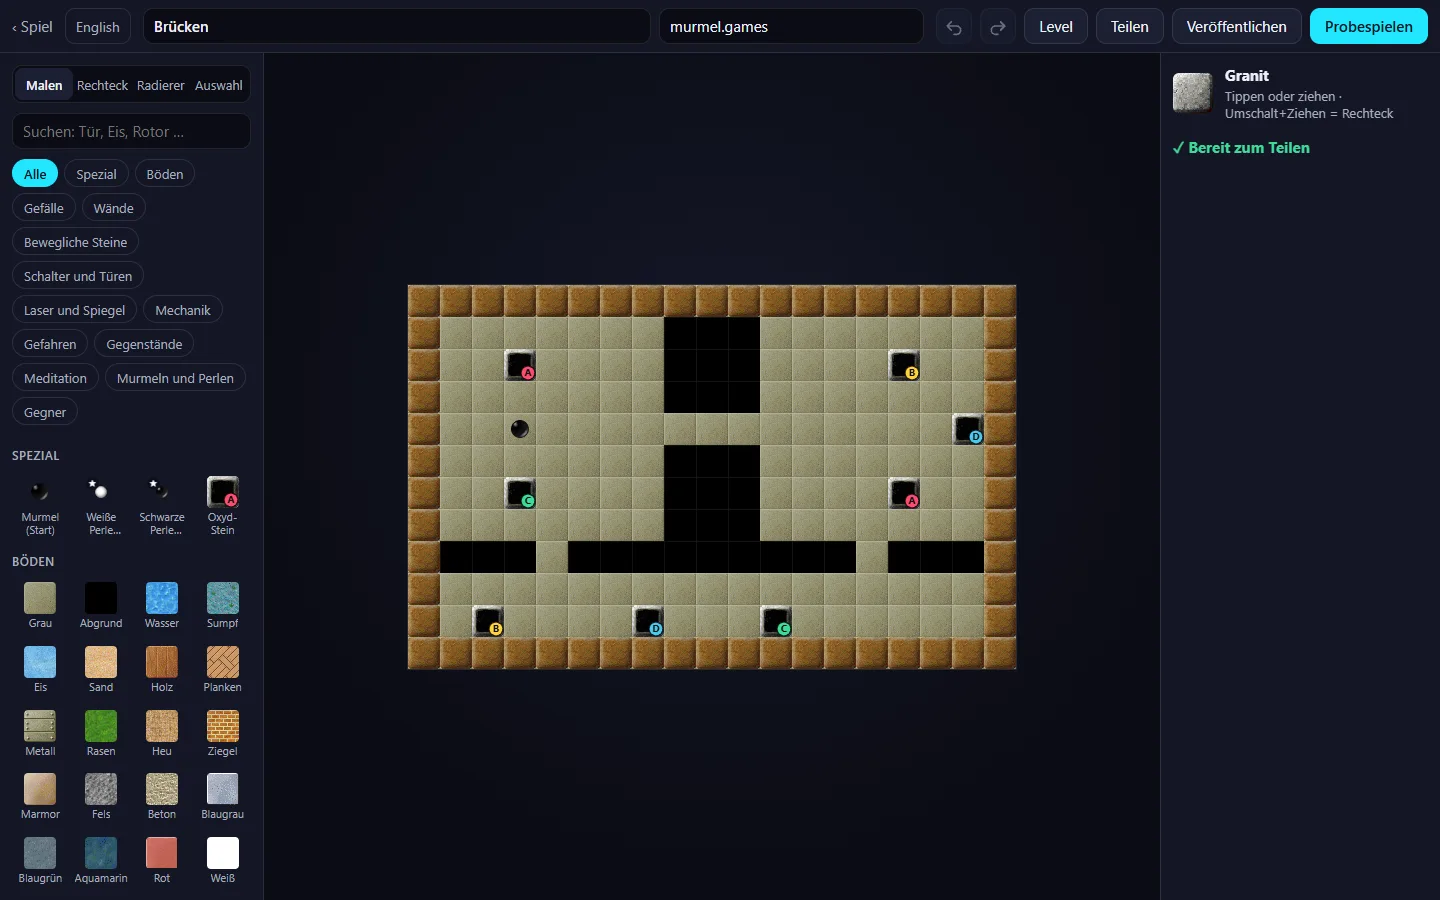 ‹ Spiel English Brücken murmel.games Level Teilen Veröffentlichen Probespielen
Malen Rechteck Radierer Auswahl
Suchen: Tür, Eis, Rotor ...
Alle Spezial Böden
Gefälle Wände
Bewegliche Steine
Schalter und Türen
Laser und Spiegel Mechanik
Gefahren Gegenstände
Meditation Murmeln und Perlen
Gegner
SPEZIAL
A
Murmel (Start)
Weiße Perle...
Schwarze Perle...
Oxyd-Stein
BÖDEN
Grau Abgrund Wasser Sumpf
Eis Sand Holz Planken
Metall Rasen Heu Ziegel
Marmor Fels Beton Blaugrau
Blaugrün Aquamarin Rot Weiß
A B
D
C A
B D C
Granit
Tippen oder ziehen ·
Umschalt+Ziehen = Rechteck
✓ Bereit zum Teilen